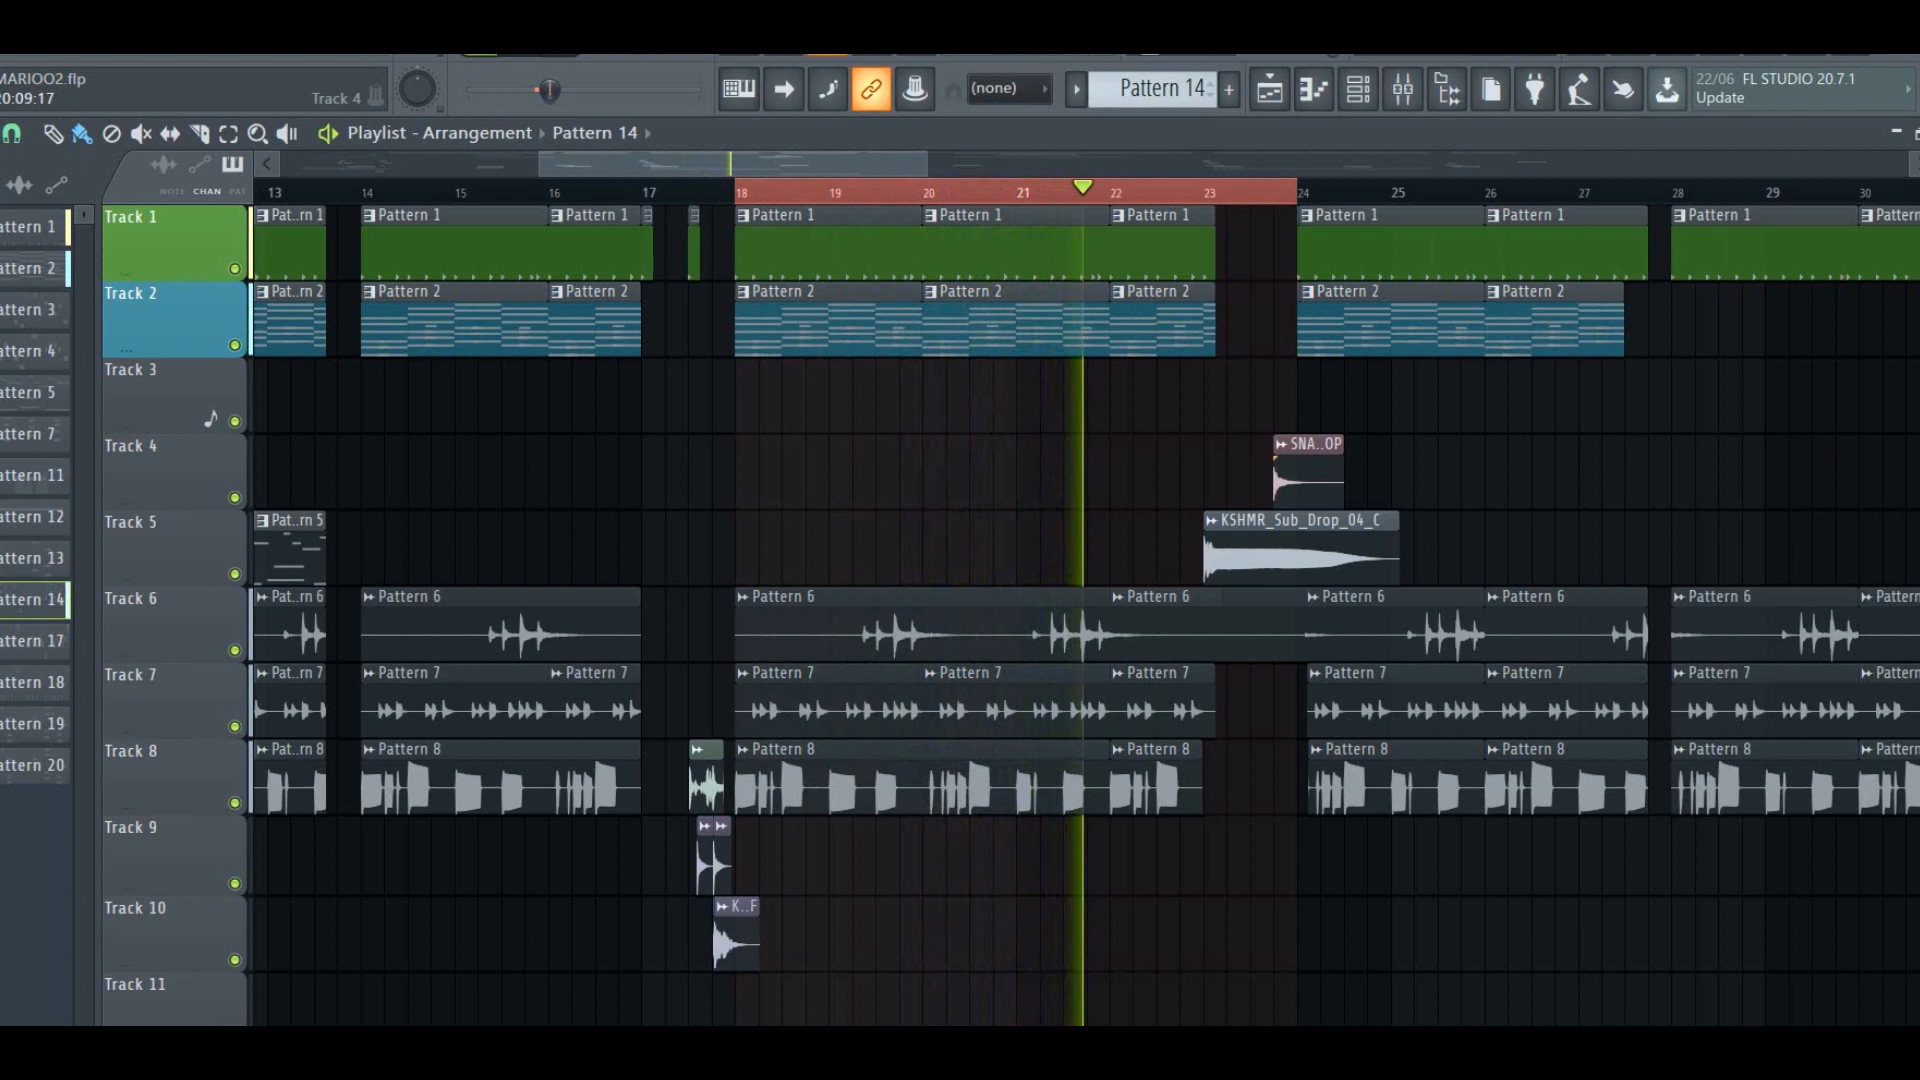 MARIOO2.flp
20:09:17
Track 4
(none)
Pattern 14
+
22/06 FL STUDIO 20.7.1
Update
Playlist - Arrangement › Pattern 14 ›
NOTE CHAN PAT
13 14 15 16 17 18 19 20 21 22 23 24 25 26 27 28 29 30
attern 1
attern 2
attern 3
attern 4
attern 5
attern 7
attern 11
attern 12
attern 13
attern 14
attern 17
attern 18
attern 19
attern 20
Track 1
Pat..rn 1 Pattern 1 Pattern 1 Pattern 1 Pattern 1 Pattern 1 Pattern 1 Pattern 1 Pattern 1 Pattern
Track 2
Pat..rn 2 Pattern 2 Pattern 2 Pattern 2 Pattern 2 Pattern 2 Pattern 2 Pattern 2
Track 3
Track 4
SNA..OP
Track 5
Pat..rn 5 KSHMR_Sub_Drop_04_C
Track 6
Pat..rn 6 Pattern 6 Pattern 6 Pattern 6 Pattern 6 Pattern 6 Pattern 6 Pattern
Track 7
Pat..rn 7 Pattern 7 Pattern 7 Pattern 7 Pattern 7 Pattern 7 Pattern 7 Pattern 7 Pattern 7 Pattern
Track 8
Pat..rn 8 Pattern 8 Pattern 8 Pattern 8 Pattern 8 Pattern 8 Pattern 8 Pattern
Track 9
Track 10
K..F
Track 11